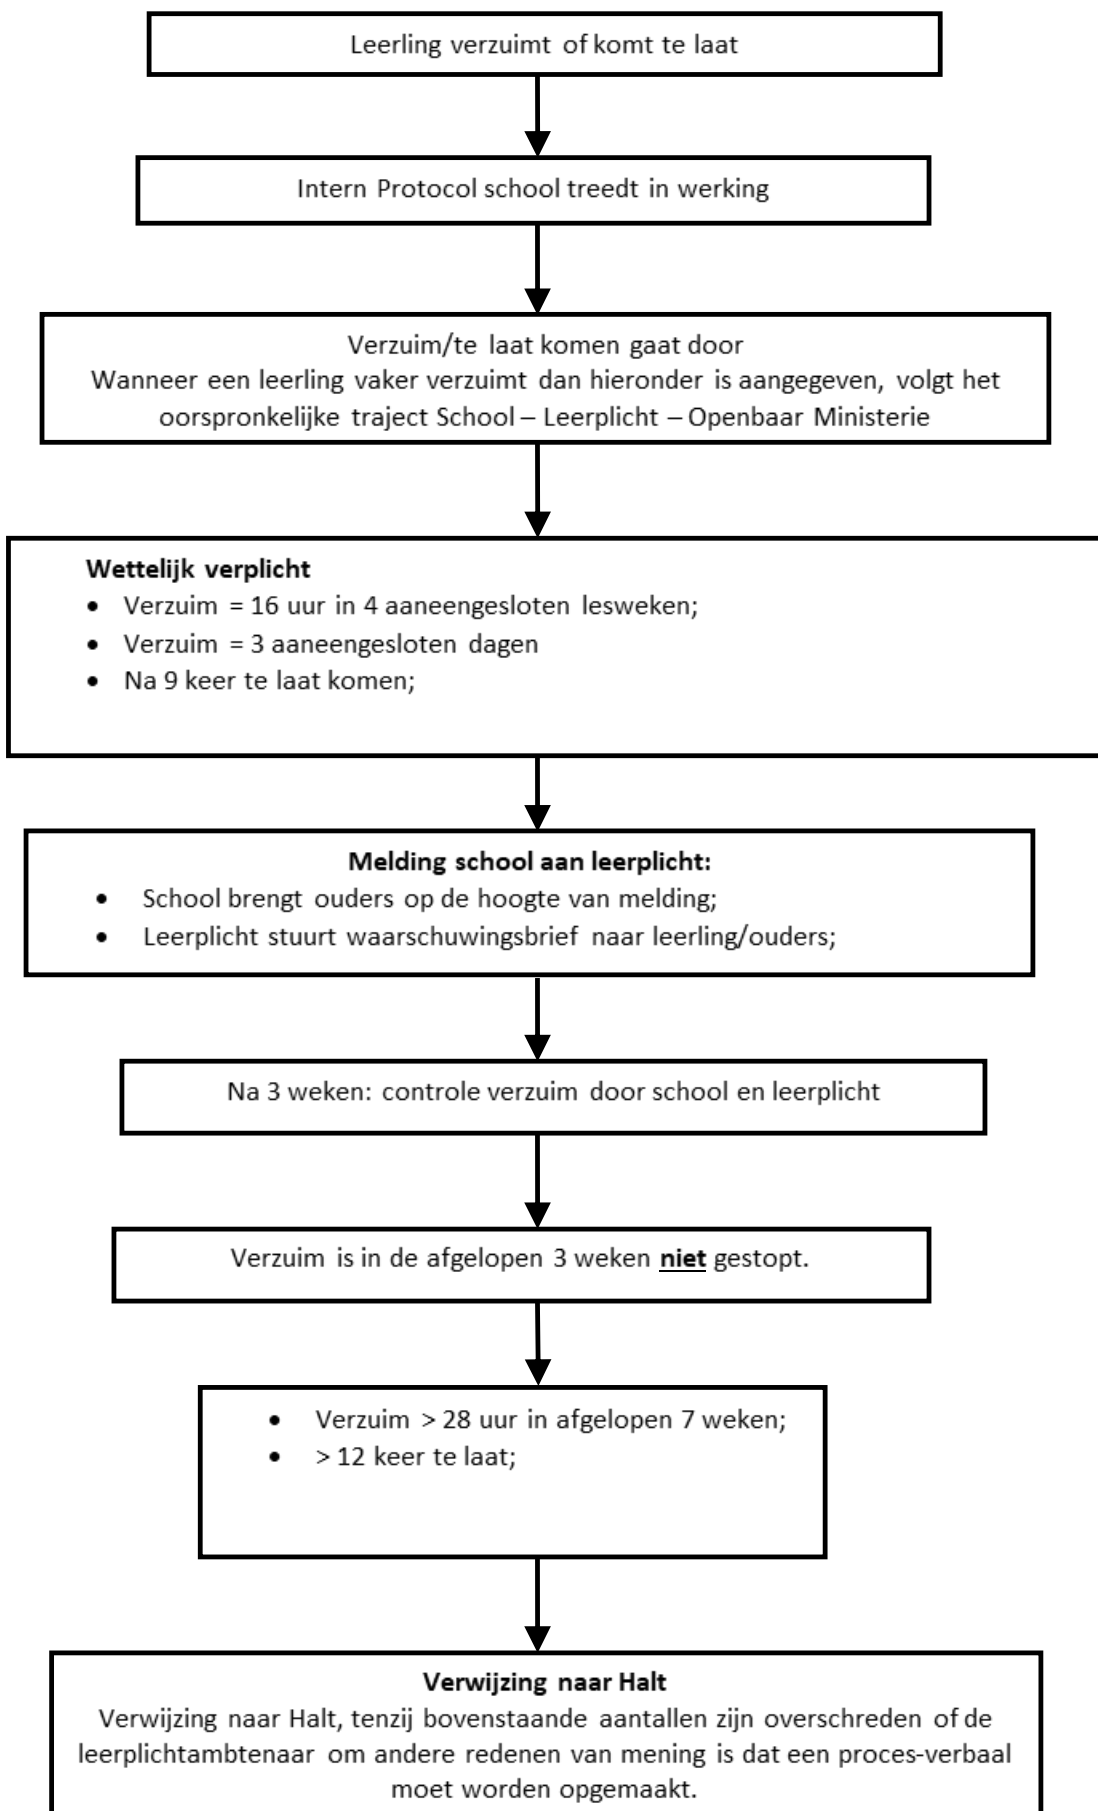 Leerling verzuimt of komt te laat
Intern Protocol school treedt in werking
Verzuim/te laat komen gaat door
Wanneer een leerling vaker verzuimt dan hieronder is aangegeven, volgt het
oorspronkelijke traject School – Leerplicht – Openbaar Ministerie
Wettelijk verplicht
• Verzuim = 16 uur in 4 aaneengesloten lesweken;
• Verzuim = 3 aaneengesloten dagen
• Na 9 keer te laat komen;
Melding school aan leerplicht:
• School brengt ouders op de hoogte van melding;
• Leerplicht stuurt waarschuwingsbrief naar leerling/ouders;
Na 3 weken: controle verzuim door school en leerplicht
Verzuim is in de afgelopen 3 weken niet gestopt.
• Verzuim > 28 uur in afgelopen 7 weken;
• > 12 keer te laat;
Verwijzing naar Halt
Verwijzing naar Halt, tenzij bovenstaande aantallen zijn overschreden of de
leerplichtambtenaar om andere redenen van mening is dat een proces-verbaal
moet worden opgemaakt.